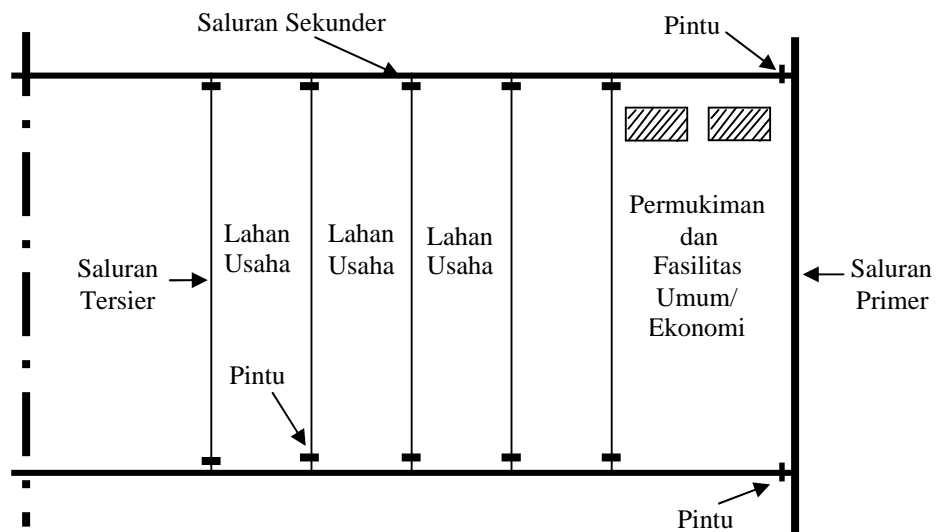 Saluran Sekunder
Pintu
Lahan
Usaha
Lahan
Usaha
Lahan
Usaha
Permukiman
dan
Fasilitas
Umum/
Ekonomi
Saluran
Tersier
Saluran
Primer
Pintu
Pintu